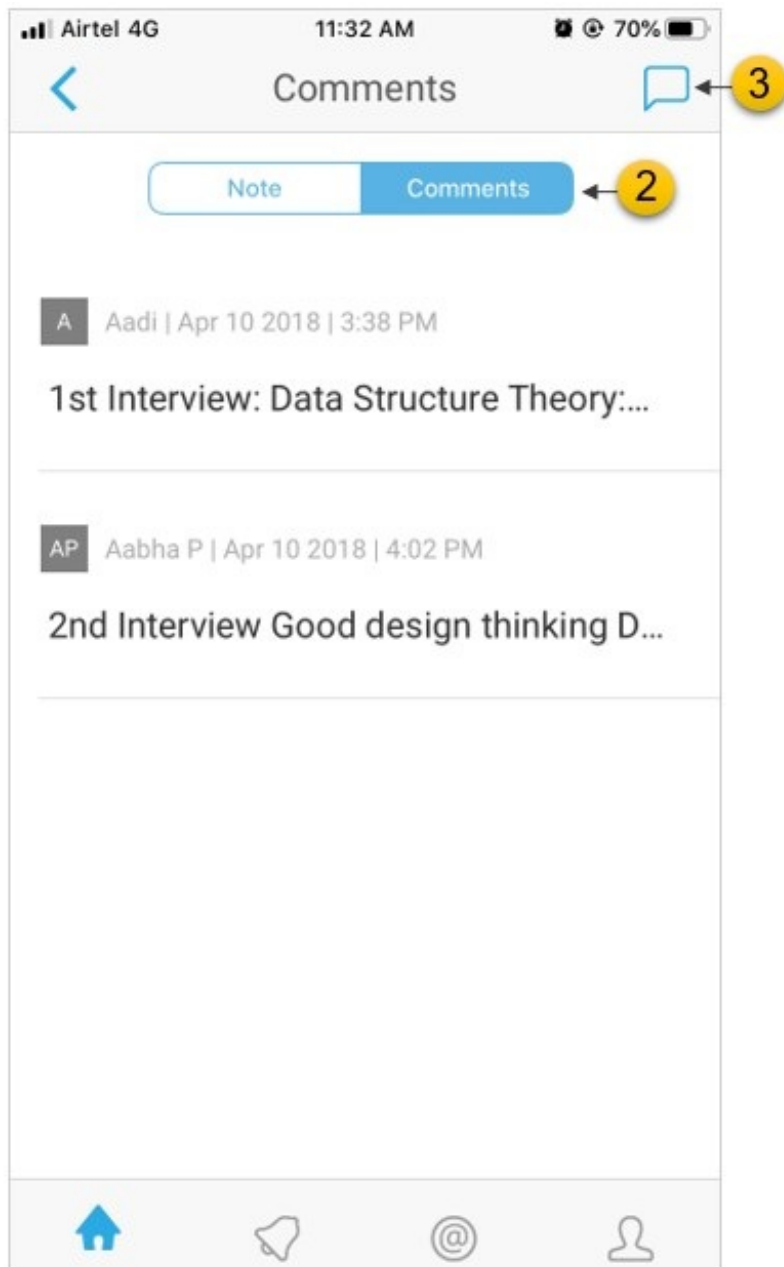 Airtel 4G 11:32 AM 70%
Comments
3
Note Comments
2
A Aadi | Apr 10 2018 | 3:38 PM
1st Interview: Data Structure Theory:...
AP Aabha P | Apr 10 2018 | 4:02 PM
2nd Interview Good design thinking D...
@